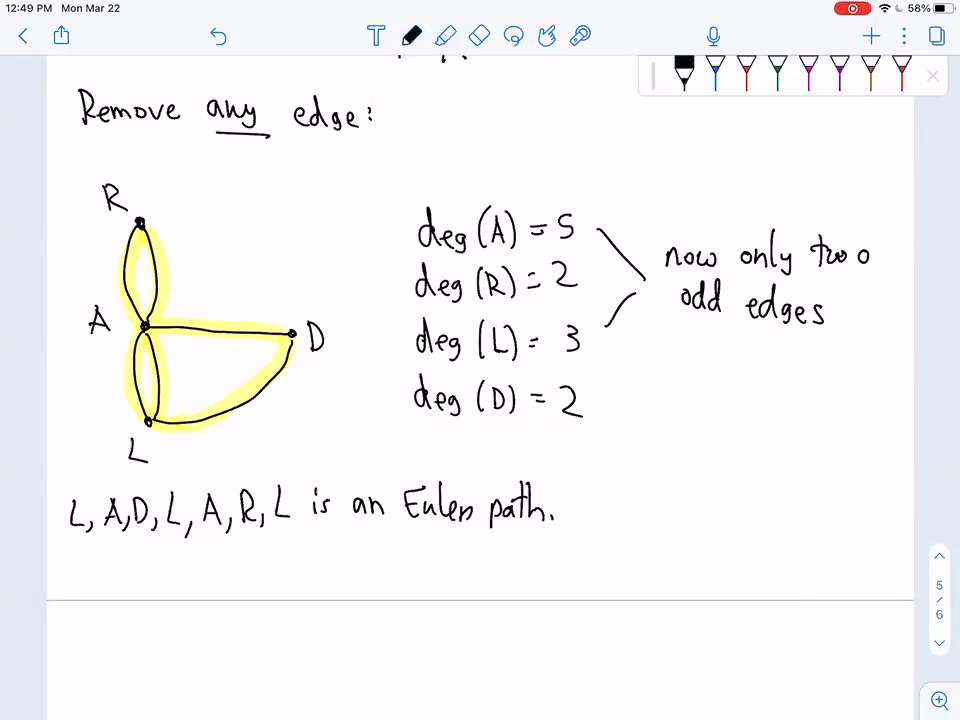 12:49 PM Mon Mar 22
58%
Remove any edge:
R
A
D
L
deg(A) = 5
deg(R) = 2
deg(L) = 3
deg(D) = 2
now only two
odd edges
L, A, D, L, A, R, L is an Euler path.
5
/
6